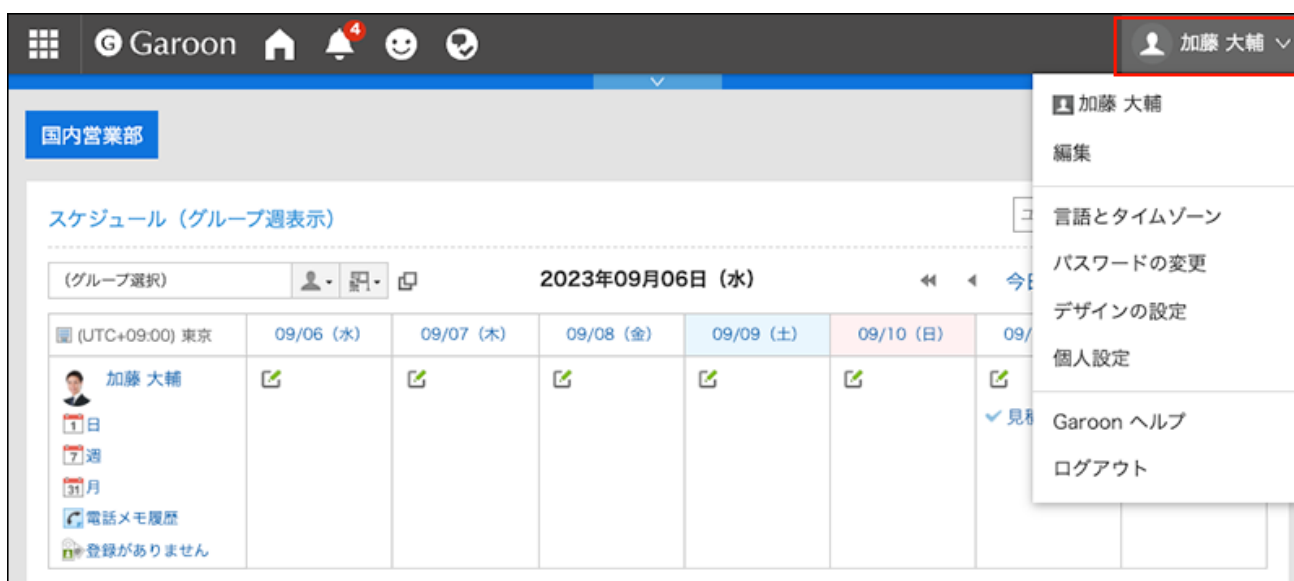 Garoon 4 加藤 大輔
国内営業部
スケジュール（グループ週表示）
(グループ選択) 2023年09月06日（水） 今
(UTC+09:00) 東京 09/06（水） 09/07（木） 09/08（金） 09/09（土） 09/10（日） 09/
加藤 大輔
1 日
7 週
31 月
電話メモ履歴
登録がありません
見積
加藤 大輔
編集
言語とタイムゾーン
パスワードの変更
デザインの設定
個人設定
Garoon ヘルプ
ログアウト